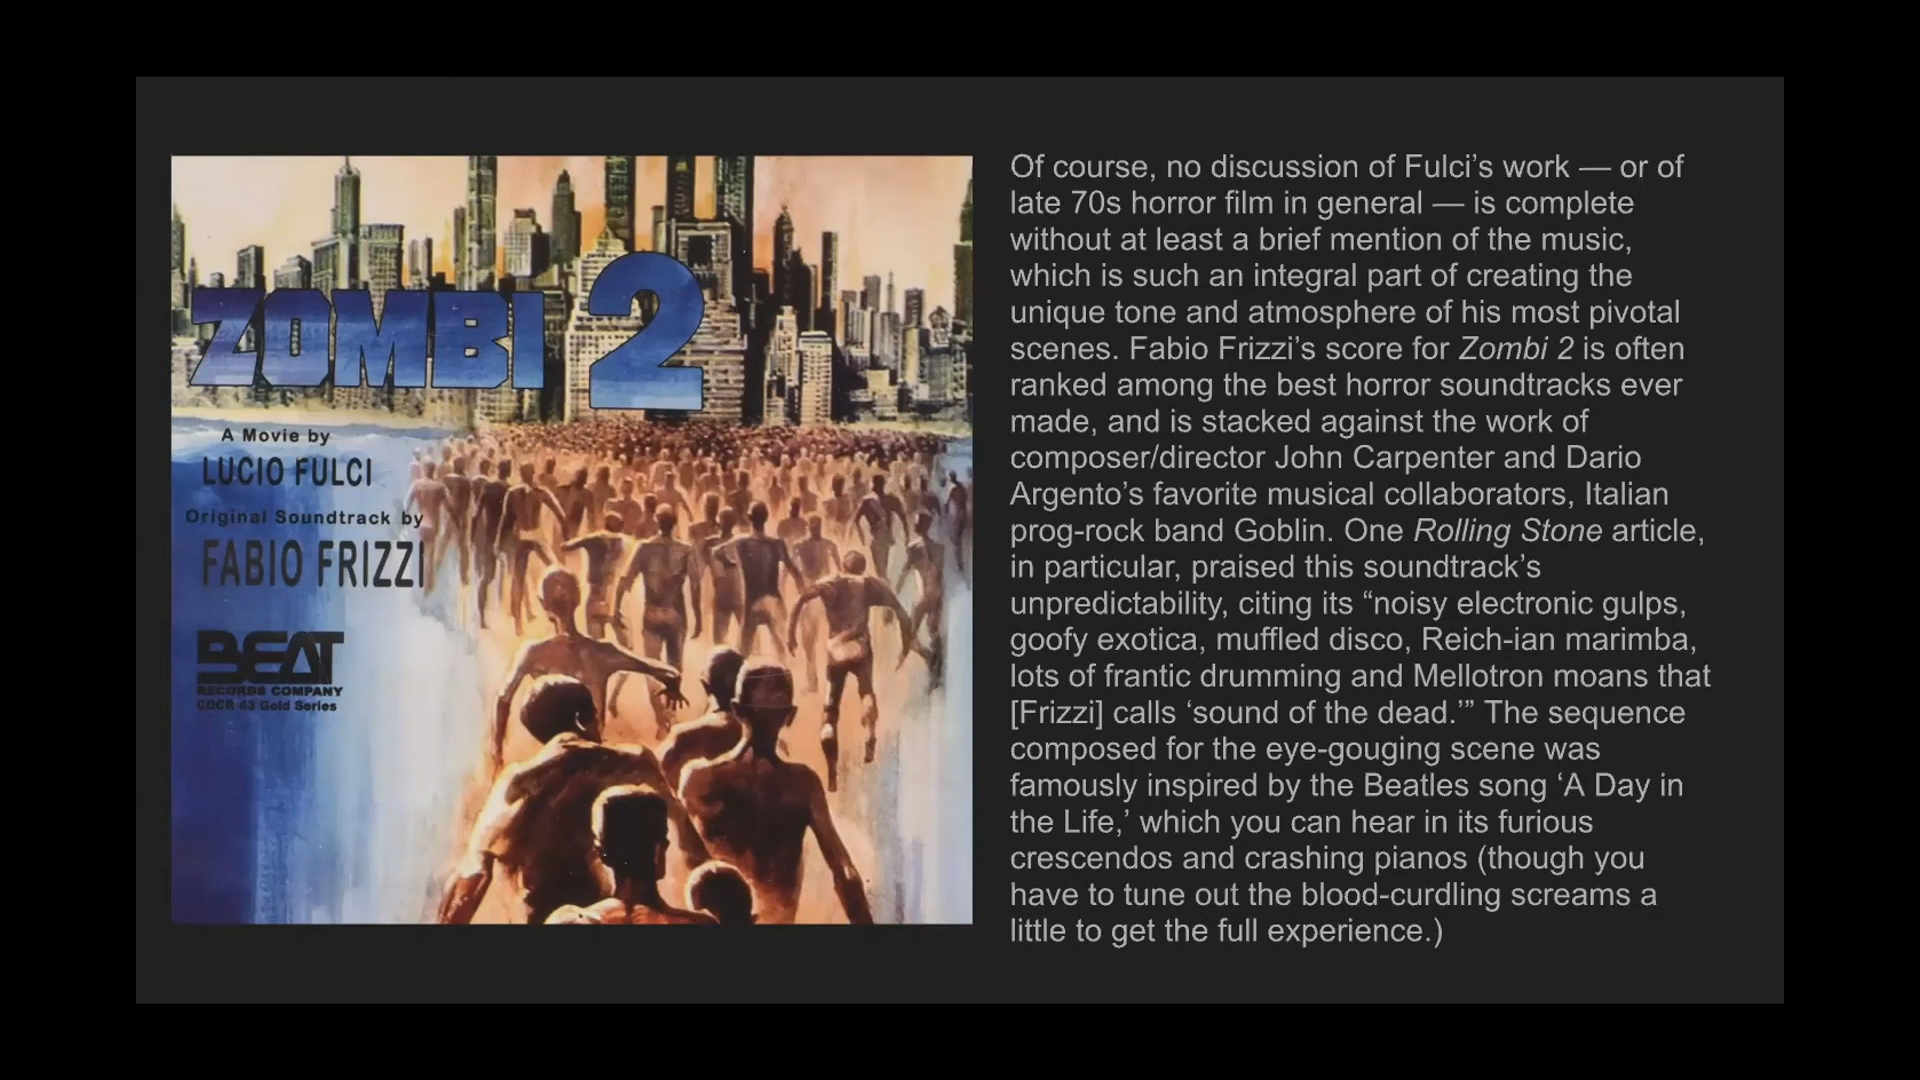 ZOMBI 2
A Movie by
LUCIO FULCI
Original Soundtrack by
FABIO FRIZZI
BEAT
RECORDS COMPANY
CDCR 43 Gold Series
Of course, no discussion of Fulci’s work — or of
late 70s horror film in general — is complete
without at least a brief mention of the music,
which is such an integral part of creating the
unique tone and atmosphere of his most pivotal
scenes. Fabio Frizzi’s score for Zombi 2 is often
ranked among the best horror soundtracks ever
made, and is stacked against the work of
composer/director John Carpenter and Dario
Argento’s favorite musical collaborators, Italian
prog-rock band Goblin. One Rolling Stone article,
in particular, praised this soundtrack’s
unpredictability, citing its “noisy electronic gulps,
goofy exotica, muffled disco, Reich-ian marimba,
lots of frantic drumming and Mellotron moans that
[Frizzi] calls ‘sound of the dead.’” The sequence
composed for the eye-gouging scene was
famously inspired by the Beatles song ‘A Day in
the Life,’ which you can hear in its furious
crescendos and crashing pianos (though you
have to tune out the blood-curdling screams a
little to get the full experience.)